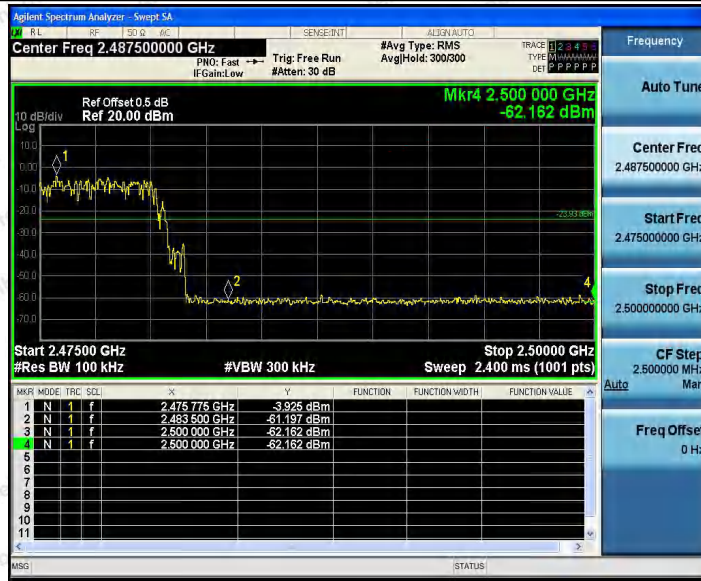 Agilent Spectrum Analyzer - Swept SA
RL RF 50 Ω AC SENSE:INT ALIGN AUTO
Center Freq 2.487500000 GHz
PNO: Fast
IFGain:Low
Trig: Free Run
#Atten: 30 dB
#Avg Type: RMS
Avg|Hold: 300/300
TRACE 1 2 3 4 5 6
TYPE M
DET P P P P P P
Mkr4 2.500 000 GHz
-62.162 dBm
Ref Offset 0.5 dB
10 dB/div Ref 20.00 dBm
Log
10.0
0.00
-10.0
-20.0
-30.0
-40.0
-50.0
-60.0
-70.0
1
2
4
-23.93 dBm
Start 2.47500 GHz Stop 2.50000 GHz
#Res BW 100 kHz #VBW 300 kHz Sweep 2.400 ms (1001 pts)
MKR MODE TRC SCL X Y FUNCTION FUNCTION WIDTH FUNCTION VALUE
1 N 1 f 2.475 775 GHz -3.925 dBm
2 N 1 f 2.483 500 GHz -61.197 dBm
3 N 1 f 2.500 000 GHz -62.162 dBm
4 N 1 f 2.500 000 GHz -62.162 dBm
5
6
7
8
9
10
11
MSG STATUS
Frequency
Auto Tune
Center Freq
2.487500000 GHz
Start Freq
2.475000000 GHz
Stop Freq
2.500000000 GHz
CF Step
2.500000 MHz
Auto Man
Freq Offset
0 Hz